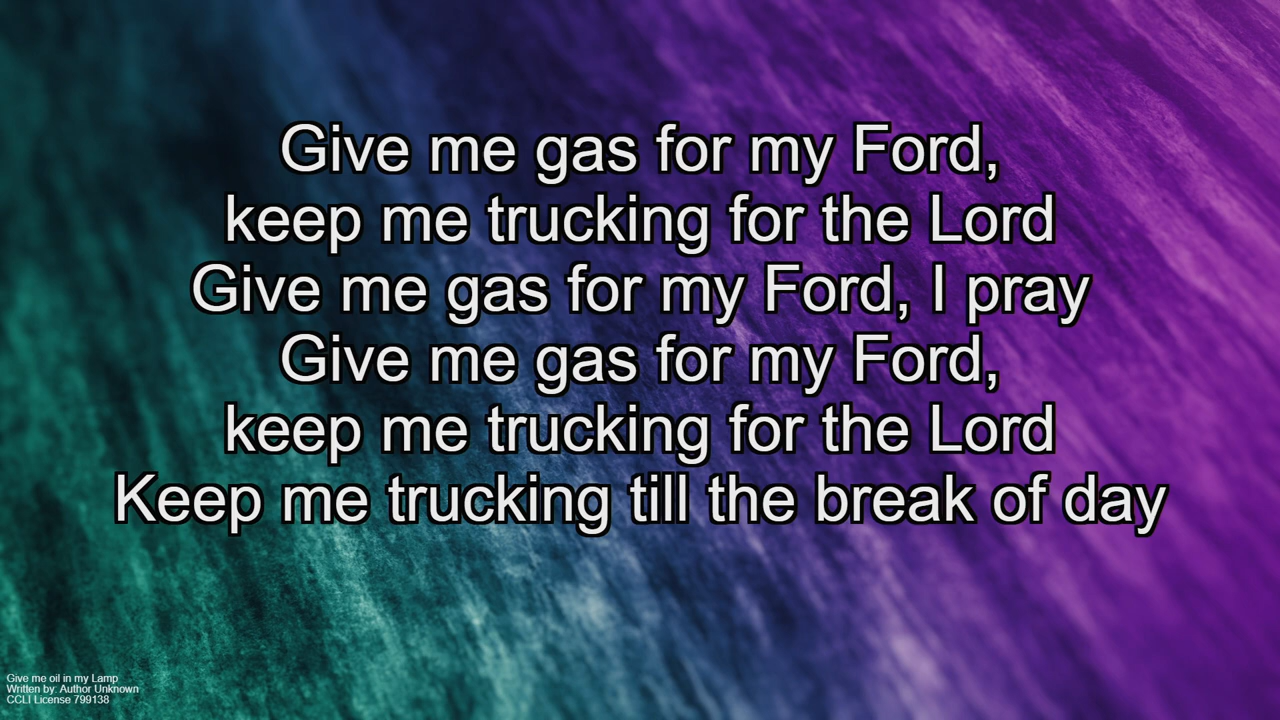 Give me gas for my Ford,
keep me trucking for the Lord
Give me gas for my Ford, I pray
Give me gas for my Ford,
keep me trucking for the Lord
Keep me trucking till the break of day
Give me oil in my Lamp
Written by: Author Unknown
CCLI License 799138